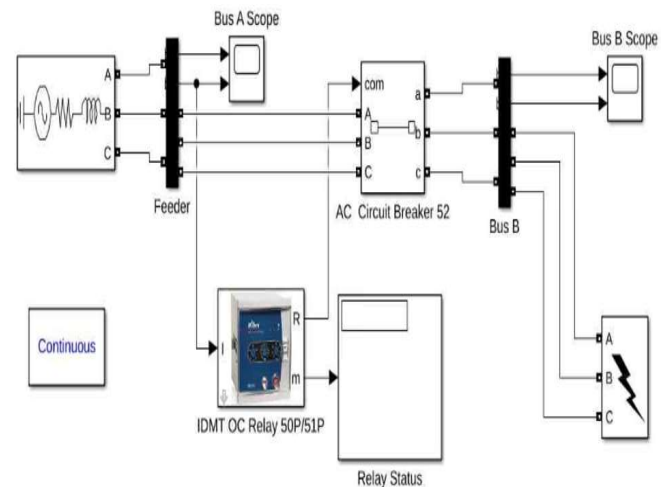 Bus A Scope
Bus B Scope
A
B
C
Feeder
com
A
B
C
a
b
c
AC Circuit Breaker 52
Bus B
Continuous
I
R
m
IDMT OC Relay 50P/51P
Relay Status
A
B
C